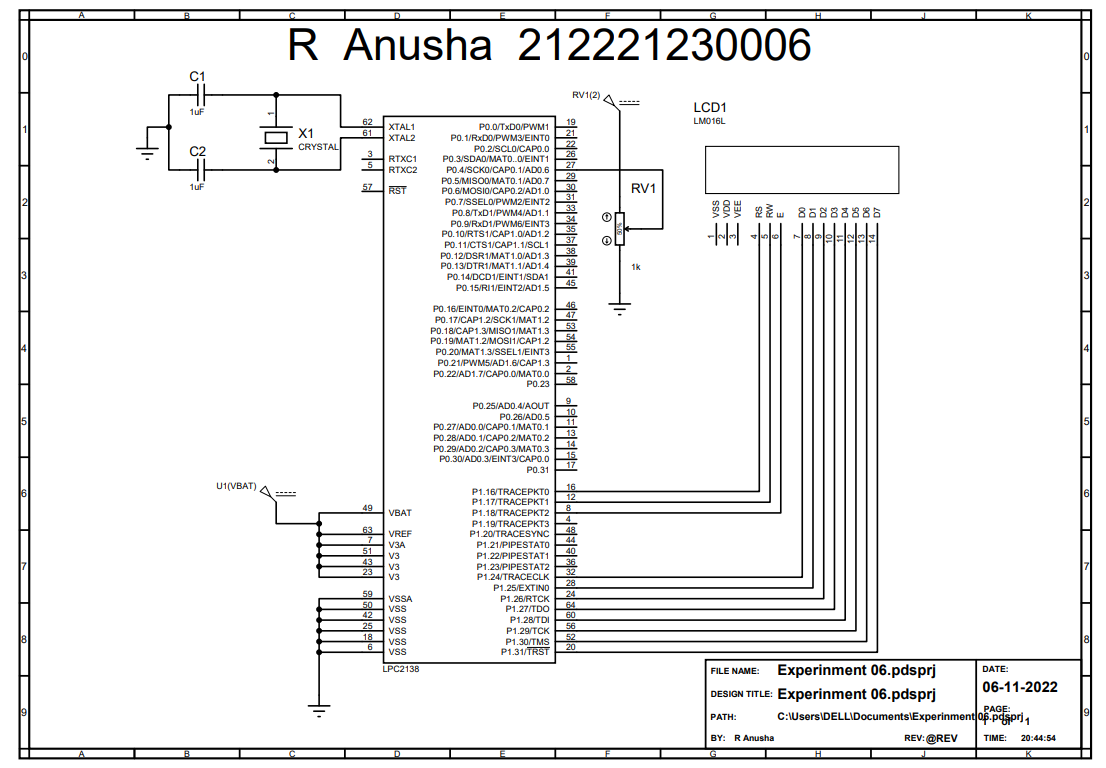 A B C D E F G H J K
R Anusha 212221230006
0 0
C1
1uF
RV1(2)
LCD1
LM016L
1 1
X1
CRYSTAL
1
2
C2
1uF
62 XTAL1
61 XTAL2
3 RTXC1
5 RTXC2
57 RST
P0.0/TxD0/PWM1 19
P0.1/RxD0/PWM3/EINT0 21
P0.2/SCL0/CAP0.0 22
P0.3/SDA0/MAT0..0/EINT1 26
P0.4/SCK0/CAP0.1/AD0.6 27
P0.5/MISO0/MAT0.1/AD0.7 29
P0.6/MOSI0/CAP0.2/AD1.0 30
P0.7/SSEL0/PWM2/EINT2 31
P0.8/TxD1/PWM4/AD1.1 33
P0.9/RxD1/PWM6/EINT3 34
P0.10/RTS1/CAP1.0/AD1.2 35
P0.11/CTS1/CAP1.1/SCL1 37
P0.12/DSR1/MAT1.0/AD1.3 38
P0.13/DTR1/MAT1.1/AD1.4 39
P0.14/DCD1/EINT1/SDA1 41
P0.15/RI1/EINT2/AD1.5 45
RV1
50%
1k
VSS VDD VEE RS RW E D0 D1 D2 D3 D4 D5 D6 D7
1 2 3 4 5 6 7 8 9 10 11 12 13 14
2 2
3 3
P0.16/EINT0/MAT0.2/CAP0.2 46
P0.17/CAP1.2/SCK1/MAT1.2 47
P0.18/CAP1.3/MISO1/MAT1.3 53
P0.19/MAT1.2/MOSI1/CAP1.2 54
P0.20/MAT1.3/SSEL1/EINT3 55
P0.21/PWM5/AD1.6/CAP1.3 1
P0.22/AD1.7/CAP0.0/MAT0.0 2
P0.23 58
4 4
P0.25/AD0.4/AOUT 9
P0.26/AD0.5 10
P0.27/AD0.0/CAP0.1/MAT0.1 11
P0.28/AD0.1/CAP0.2/MAT0.2 13
P0.29/AD0.2/CAP0.3/MAT0.3 14
P0.30/AD0.3/EINT3/CAP0.0 15
P0.31 17
5 5
6 6
U1(VBAT)
49 VBAT
63 VREF
7 V3A
51 V3
43 V3
23 V3
59 VSSA
50 VSS
42 VSS
25 VSS
18 VSS
6 VSS
P1.16/TRACEPKT0 16
P1.17/TRACEPKT1 12
P1.18/TRACEPKT2 8
P1.19/TRACEPKT3 4
P1.20/TRACESYNC 48
P1.21/PIPESTAT0 44
P1.22/PIPESTAT1 40
P1.23/PIPESTAT2 36
P1.24/TRACECLK 32
P1.25/EXTIN0 28
P1.26/RTCK 24
P1.27/TDO 64
P1.28/TDI 60
P1.29/TCK 56
P1.30/TMS 52
P1.31/TRST 20
7 7
8 8
LPC2138
FILE NAME: Experinment 06.pdsprj
DATE:
06-11-2022
DESIGN TITLE: Experinment 06.pdsprj
PATH: C:\Users\DELL\Documents\Experinment 06.pdsprj
PAGE:
1 of 1
BY: R Anusha REV: @REV TIME: 20:44:54
9 9
A B C D E F G H J K